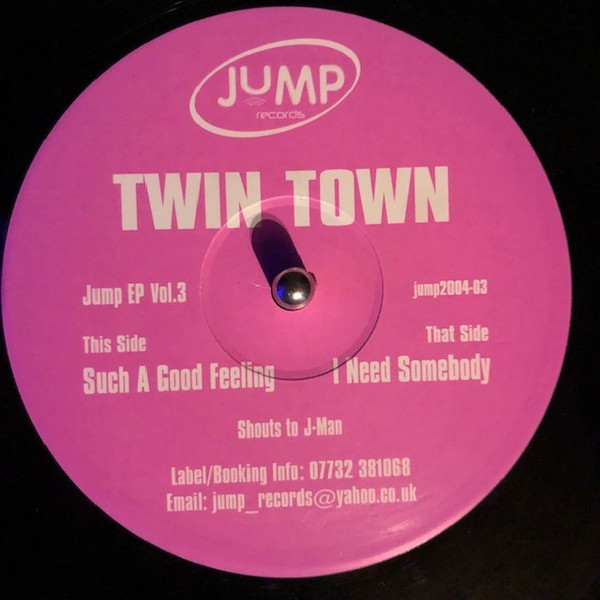 JUMP
records
TWIN TOWN
Jump EP Vol.3
jump2004-03
This Side
That Side
Such A Good Feeling
I Need Somebody
Shouts to J-Man
Label/Booking Info: 07732 381068
Email: jump_records@yahoo.co.uk